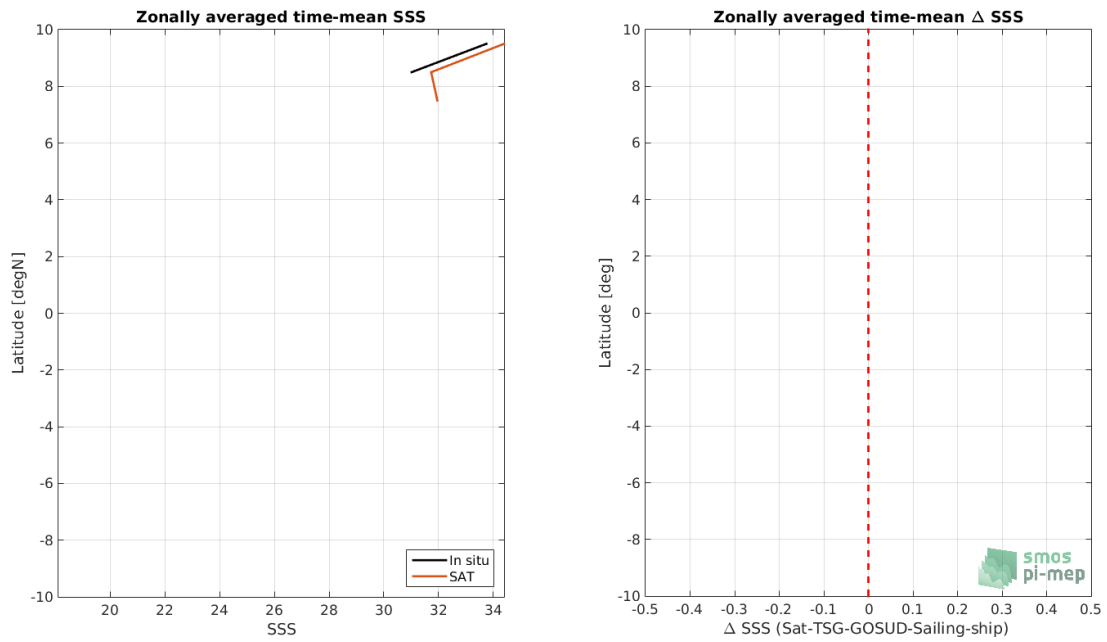 Zonally averaged time-mean SSS
10
8
6
4
2
0
-2
-4
-6
-8
-10
Latitude [degN]
20 22 24 26 28 30 32 34
SSS
In situ
SAT
Zonally averaged time-mean Δ SSS
10
8
6
4
2
0
-2
-4
-6
-8
-10
Latitude [deg]
-0.5 -0.4 -0.3 -0.2 -0.1 0 0.1 0.2 0.3 0.4 0.5
Δ SSS (Sat-TSG-GOSUD-Sailing-ship)
smos
pi-mep